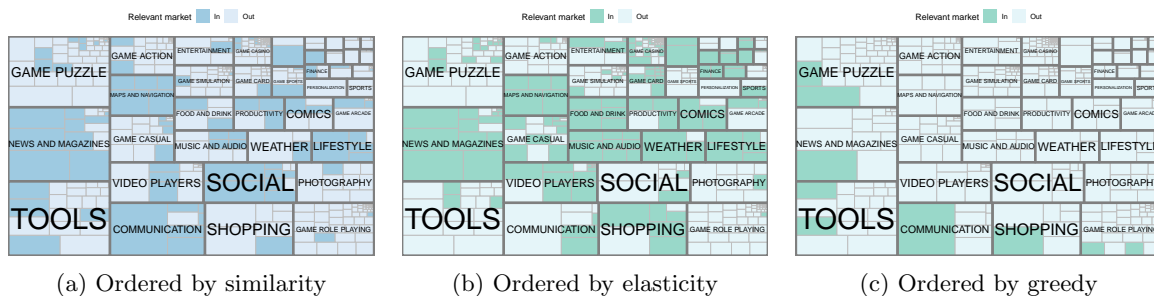 Relevant market In Out
GAME PUZZLE
GAME ACTION
ENTERTAINMENT
GAME CASINO
GAME SIMULATION
GAME CARD
GAME SPORTS
FINANCE
PERSONALIZATION
SPORTS
MAPS AND NAVIGATION
FOOD AND DRINK
PRODUCTIVITY
COMICS
GAME ARCADE
NEWS AND MAGAZINES
GAME CASUAL
MUSIC AND AUDIO
WEATHER
LIFESTYLE
VIDEO PLAYERS
SOCIAL
PHOTOGRAPHY
TOOLS
COMMUNICATION
SHOPPING
GAME ROLE PLAYING
(a) Ordered by similarity
Relevant market In Out
GAME PUZZLE
GAME ACTION
ENTERTAINMENT
GAME CASINO
GAME SIMULATION
GAME CARD
GAME SPORTS
FINANCE
PERSONALIZATION
SPORTS
MAPS AND NAVIGATION
FOOD AND DRINK
PRODUCTIVITY
COMICS
GAME ARCADE
NEWS AND MAGAZINES
GAME CASUAL
MUSIC AND AUDIO
WEATHER
LIFESTYLE
VIDEO PLAYERS
SOCIAL
PHOTOGRAPHY
TOOLS
COMMUNICATION
SHOPPING
GAME ROLE PLAYING
(b) Ordered by elasticity
Relevant market In Out
GAME PUZZLE
GAME ACTION
ENTERTAINMENT
GAME CASINO
GAME SIMULATION
GAME CARD
GAME SPORTS
FINANCE
PERSONALIZATION
SPORTS
MAPS AND NAVIGATION
FOOD AND DRINK
PRODUCTIVITY
COMICS
GAME ARCADE
NEWS AND MAGAZINES
GAME CASUAL
MUSIC AND AUDIO
WEATHER
LIFESTYLE
VIDEO PLAYERS
SOCIAL
PHOTOGRAPHY
TOOLS
COMMUNICATION
SHOPPING
GAME ROLE PLAYING
(c) Ordered by greedy